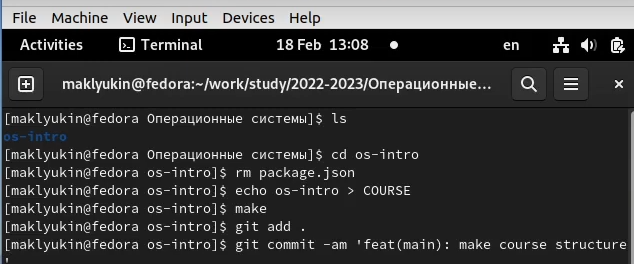 File Machine View Input Devices Help
Activities Terminal 18 Feb 13:08 en
maklyukin@fedora:~/work/study/2022-2023/Операционные...
[maklyukin@fedora Операционные системы]$ ls
os-intro
[maklyukin@fedora Операционные системы]$ cd os-intro
[maklyukin@fedora os-intro]$ rm package.json
[maklyukin@fedora os-intro]$ echo os-intro > COURSE
[maklyukin@fedora os-intro]$ make
[maklyukin@fedora os-intro]$ git add .
[maklyukin@fedora os-intro]$ git commit -am 'feat(main): make course structure
'